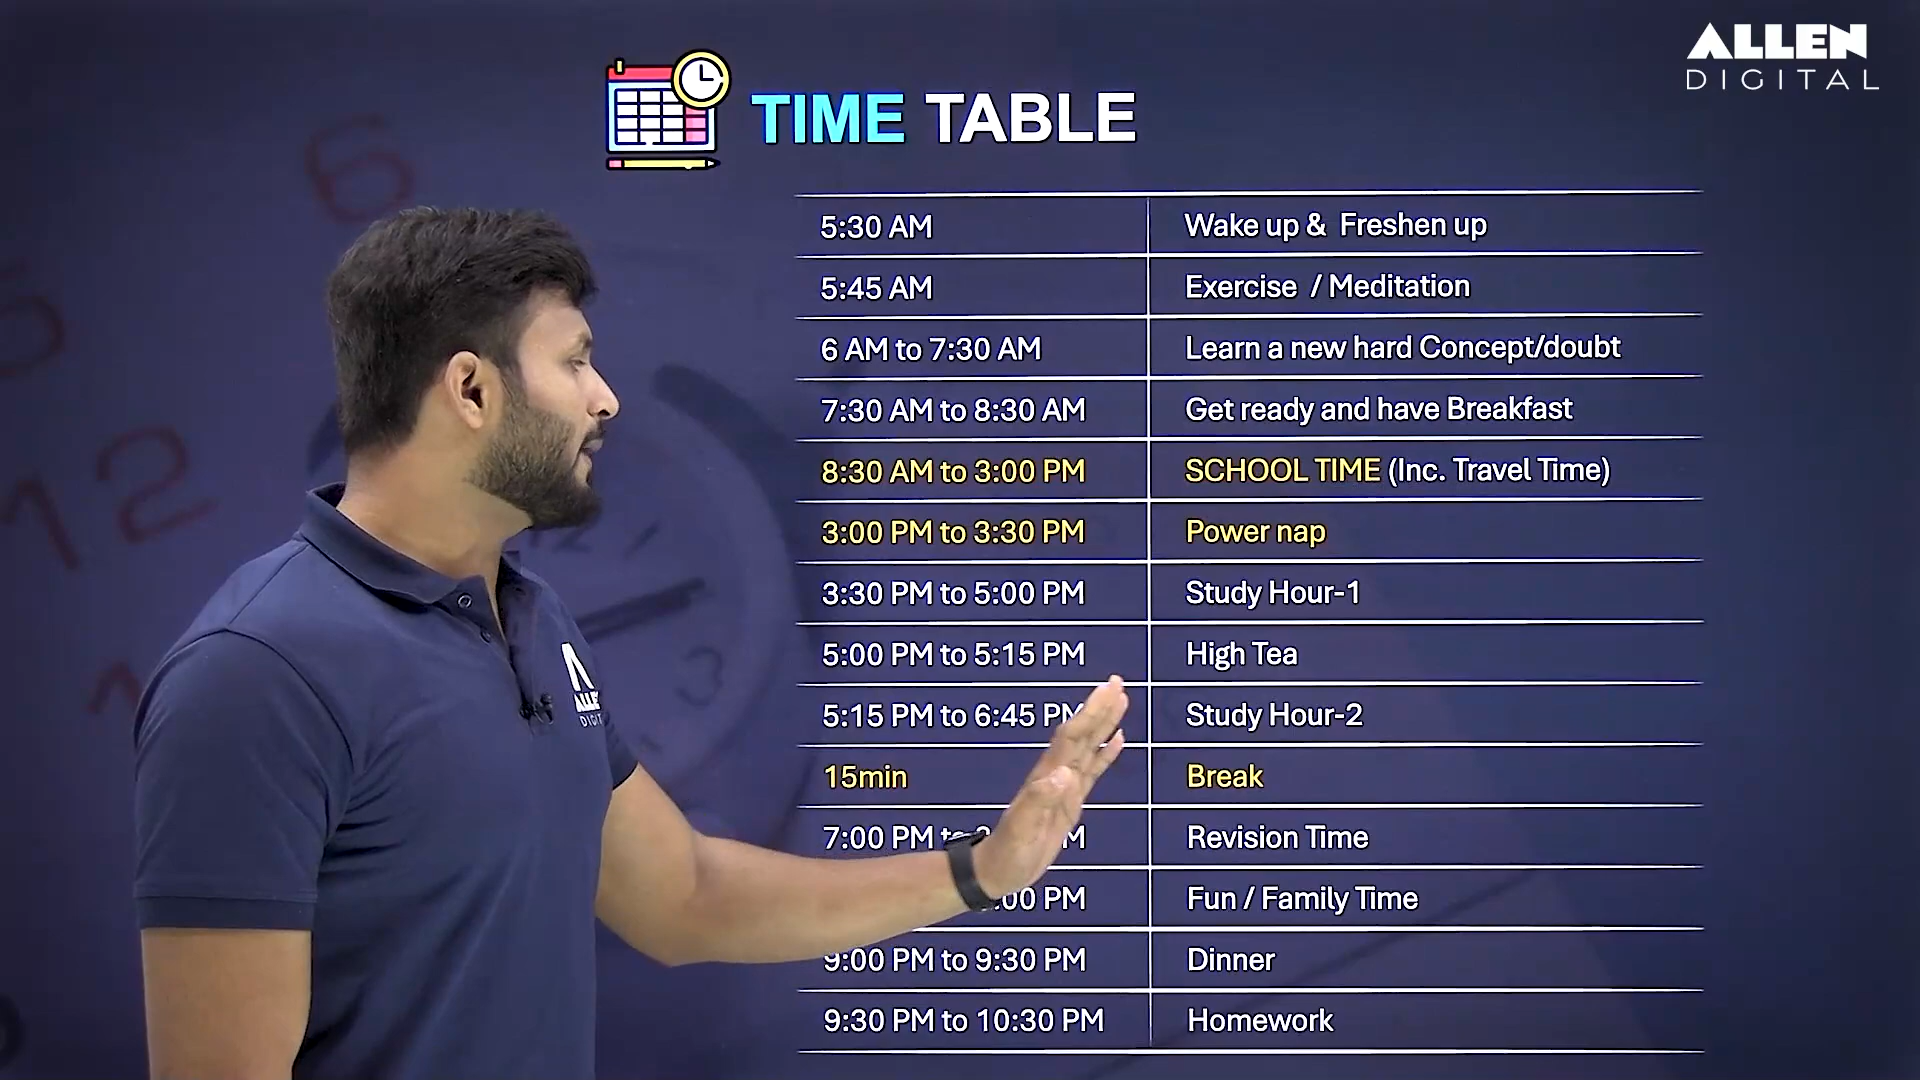 ALLEN
DIGITAL
TIME TABLE
5:30 AM Wake up & Freshen up
5:45 AM Exercise / Meditation
6 AM to 7:30 AM Learn a new hard Concept/doubt
7:30 AM to 8:30 AM Get ready and have Breakfast
8:30 AM to 3:00 PM SCHOOL TIME (Inc. Travel Time)
3:00 PM to 3:30 PM Power nap
3:30 PM to 5:00 PM Study Hour-1
5:00 PM to 5:15 PM High Tea
5:15 PM to 6:45 PM Study Hour-2
15min Break
7:00 PM to Revision Time
PM Fun / Family Time
9:00 PM to 9:30 PM Dinner
9:30 PM to 10:30 PM Homework
6
12
3
ALLEN